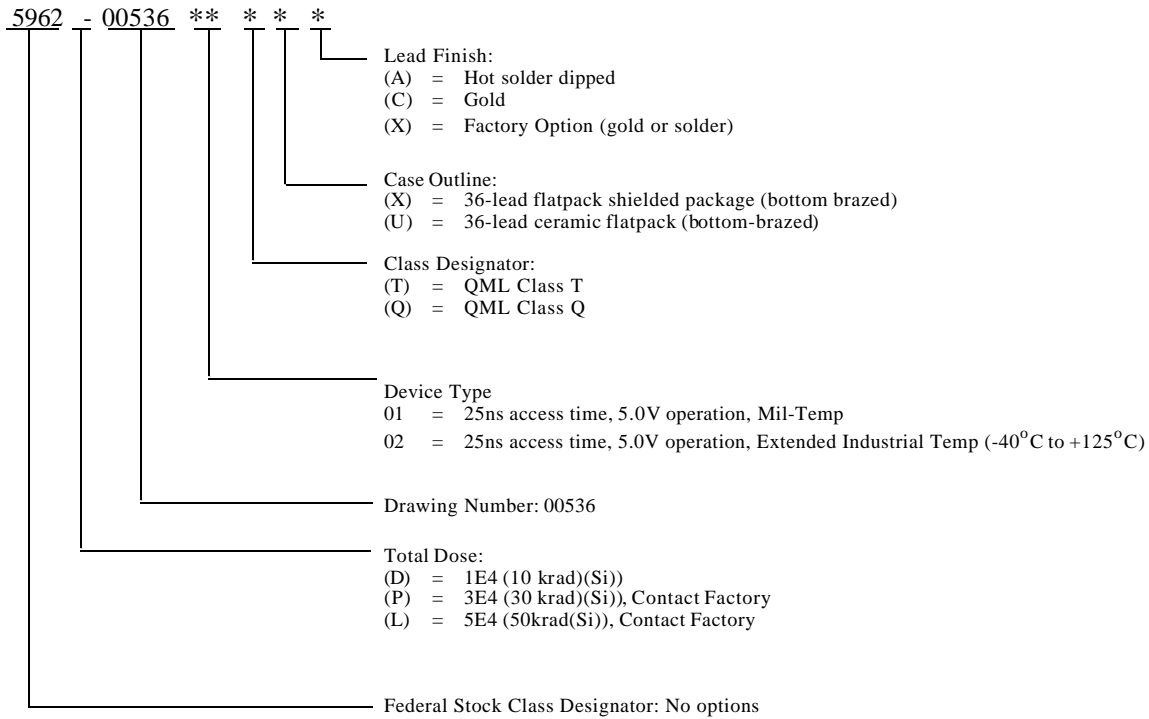 5962 - 00536 ** * * *
Lead Finish:
(A) = Hot solder dipped
(C) = Gold
(X) = Factory Option (gold or solder)
Case Outline:
(X) = 36-lead flatpack shielded package (bottom brazed)
(U) = 36-lead ceramic flatpack (bottom-brazed)
Class Designator:
(T) = QML Class T
(Q) = QML Class Q
Device Type
01 = 25ns access time, 5.0V operation, Mil-Temp
02 = 25ns access time, 5.0V operation, Extended Industrial Temp (-40°C to +125°C)
Drawing Number: 00536
Total Dose:
(D) = 1E4 (10 krad)(Si))
(P) = 3E4 (30 krad)(Si)), Contact Factory
(L) = 5E4 (50krad(Si)), Contact Factory
Federal Stock Class Designator: No options